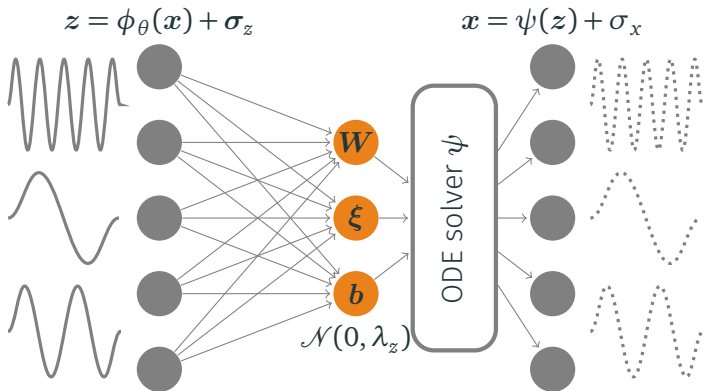 z = ϕ_θ(x) + σ_z
x = ψ(z) + σ_x
W
ξ
b
𝒩(0, λ_z)
ODE solver ψ